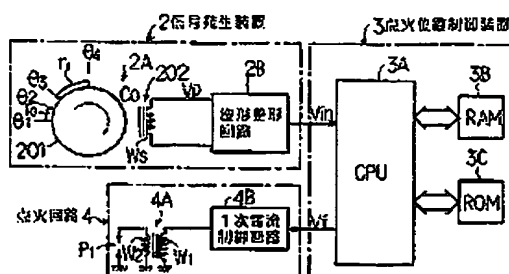 2信号発生装置
3点火位置制御装置
θ4
θ3
r
θ2
θ1
201
2A
202
Co
Ws
Vp
2B
波形整形
回路
Vin
3A
CPU
3B
RAM
3C
ROM
点火回路4
4A
P1
W2
W1
4B
1次電流
制御回路
Vi